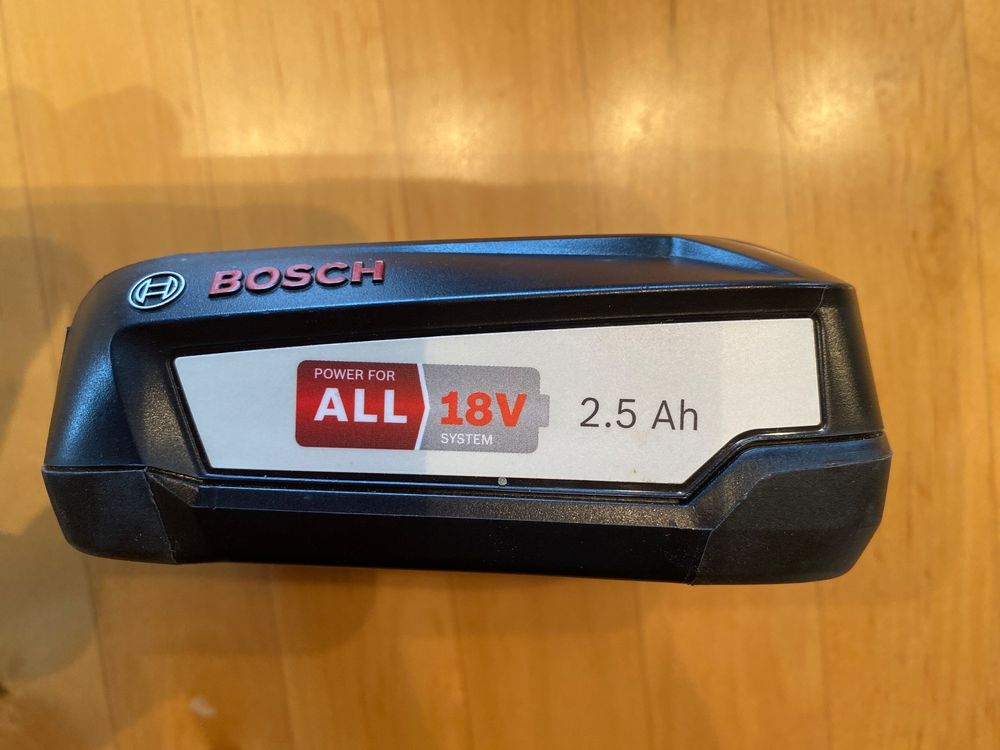 BOSCH
POWER FOR
ALL
18V
SYSTEM
2.5 Ah